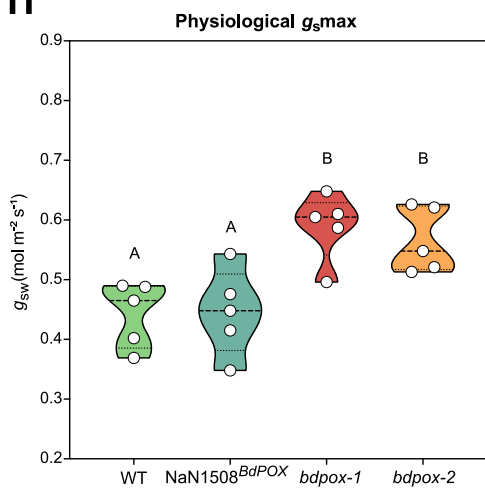 Physiological gsmax
0.9
0.8
0.7
0.6
0.5
0.4
0.3
0.2
gsw (mol m-2 s-1)
A
A
B
B
WT
NaN1508BdPOX
bdpox-1
bdpox-2